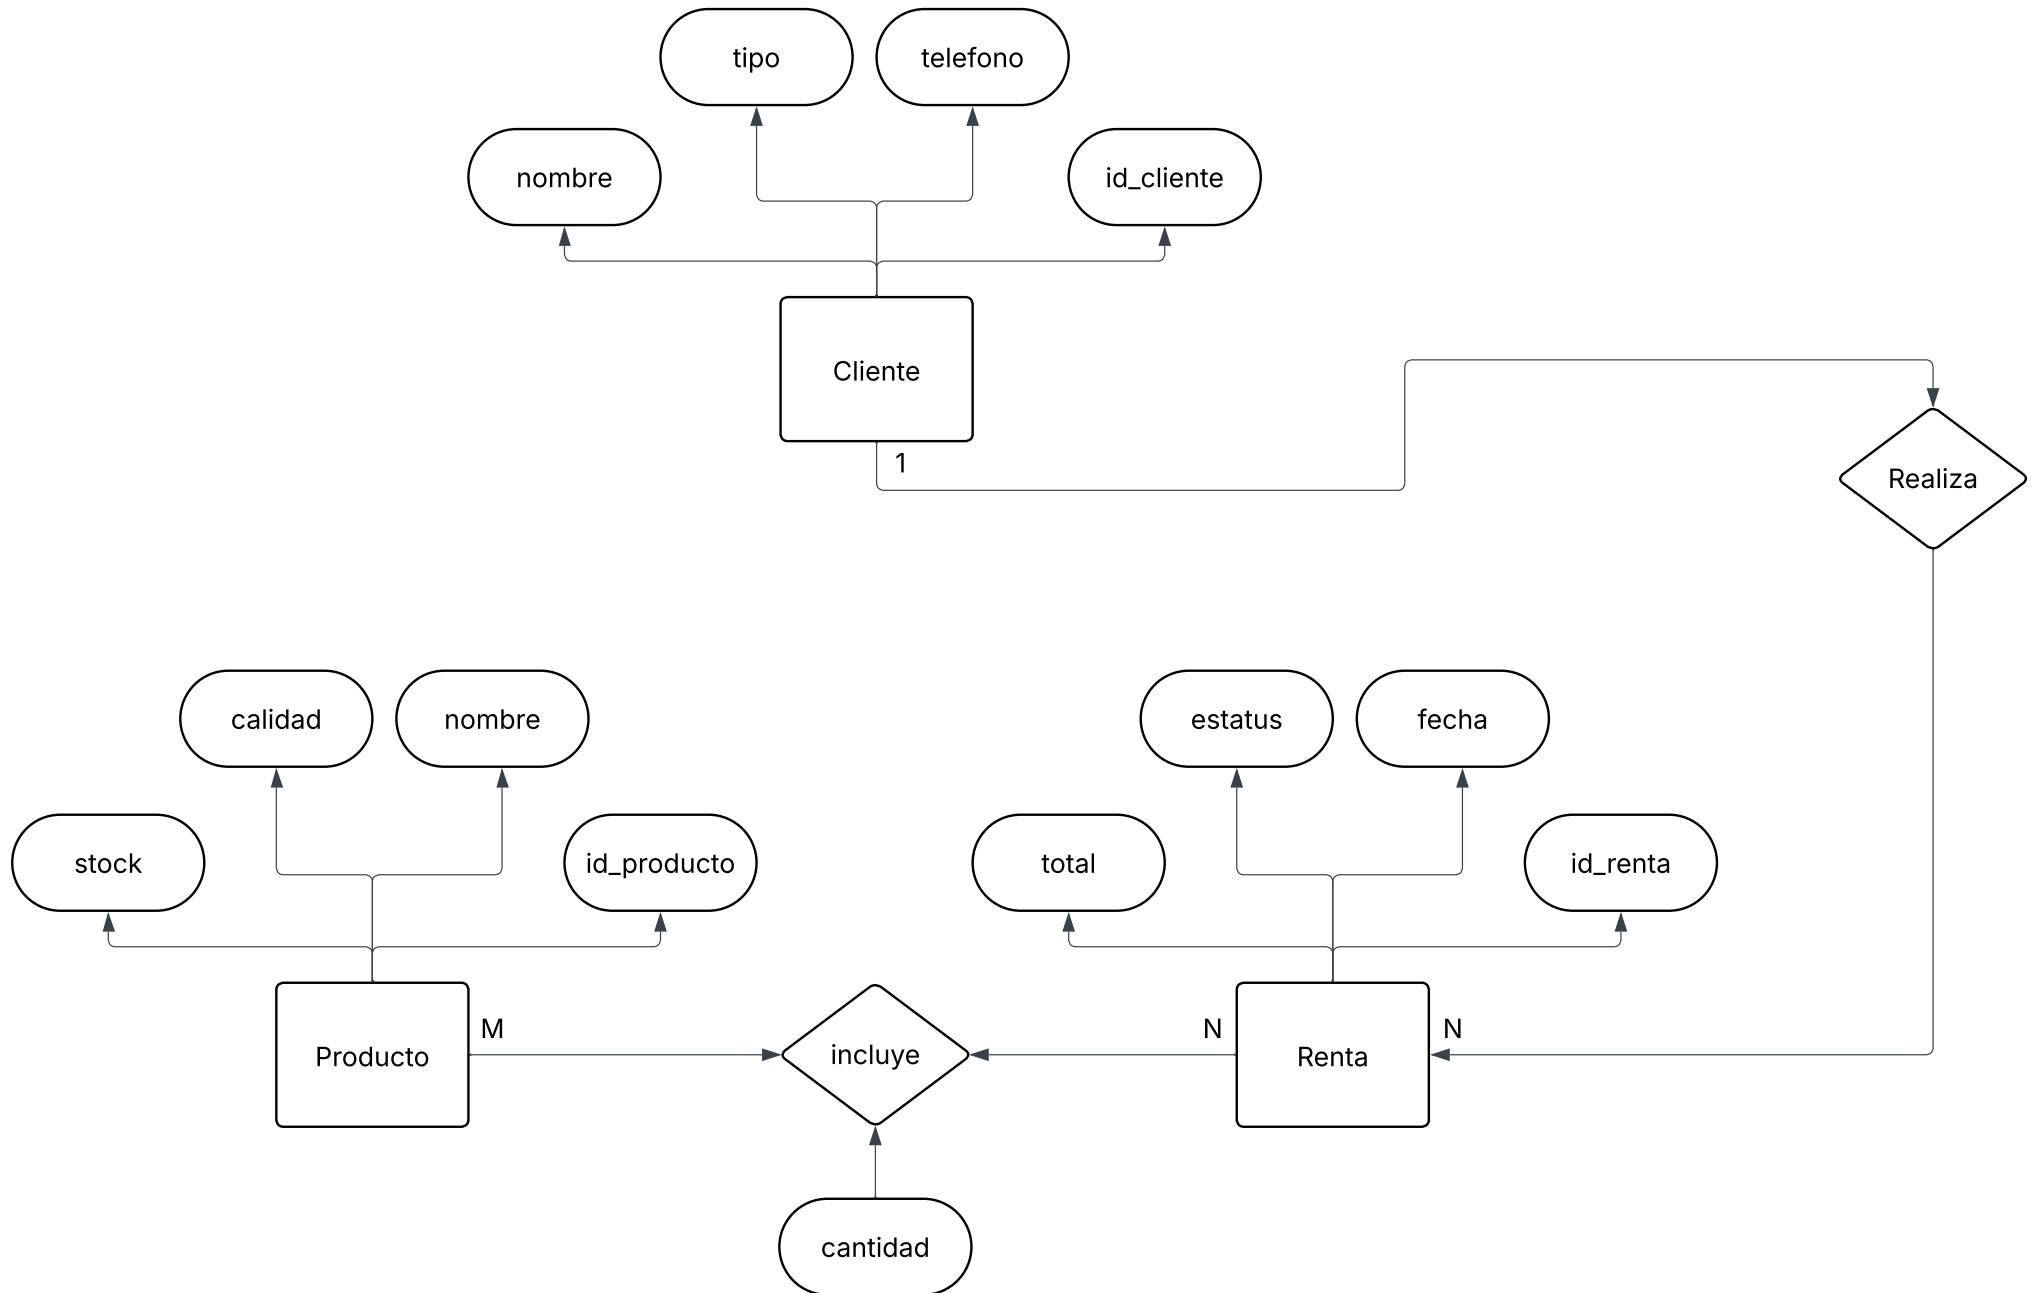 tipo
telefono
nombre
id_cliente
Cliente
1
Realiza
calidad
nombre
estatus
fecha
stock
id_producto
total
id_renta
M
N
N
Producto
incluye
Renta
cantidad